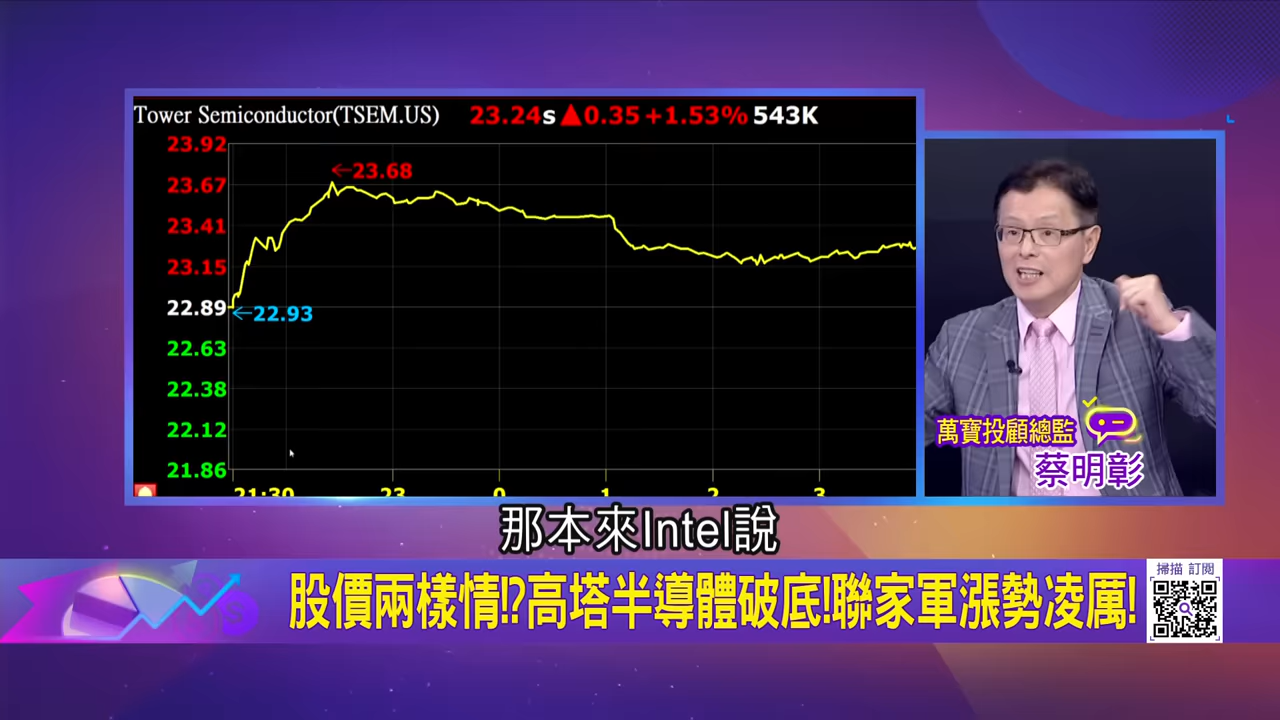 Tower Semiconductor(TSEM.US) 23.24s▲0.35 +1.53% 543K
23.92
←23.68
23.67
23.41
23.15
22.89
←22.93
22.63
22.38
22.12
21.86
21:30 23 0 1 2 3
萬寶投顧總監
蔡明彰
那本來Intel說
股價兩樣情!?高塔半導體破底!聯家軍漲勢凌厲!
掃描 訂閱